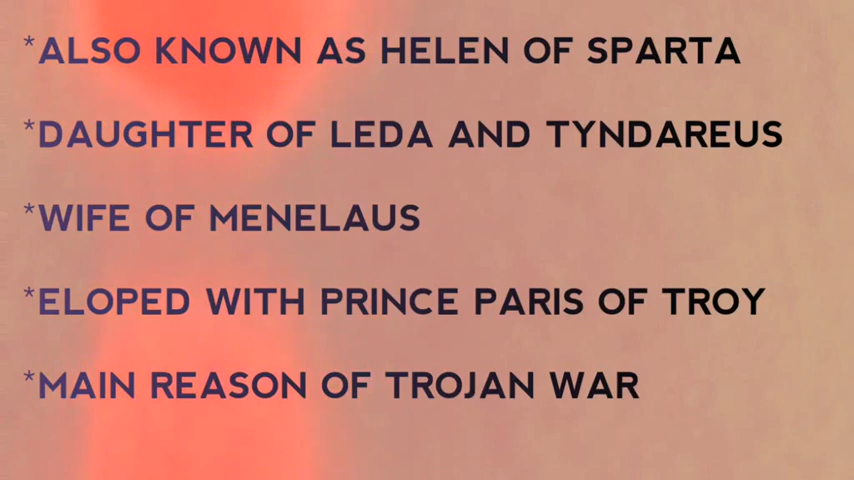 *ALSO KNOWN AS HELEN OF SPARTA
*DAUGHTER OF LEDA AND TYNDAREUS
*WIFE OF MENELAUS
*ELOPED WITH PRINCE PARIS OF TROY
*MAIN REASON OF TROJAN WAR